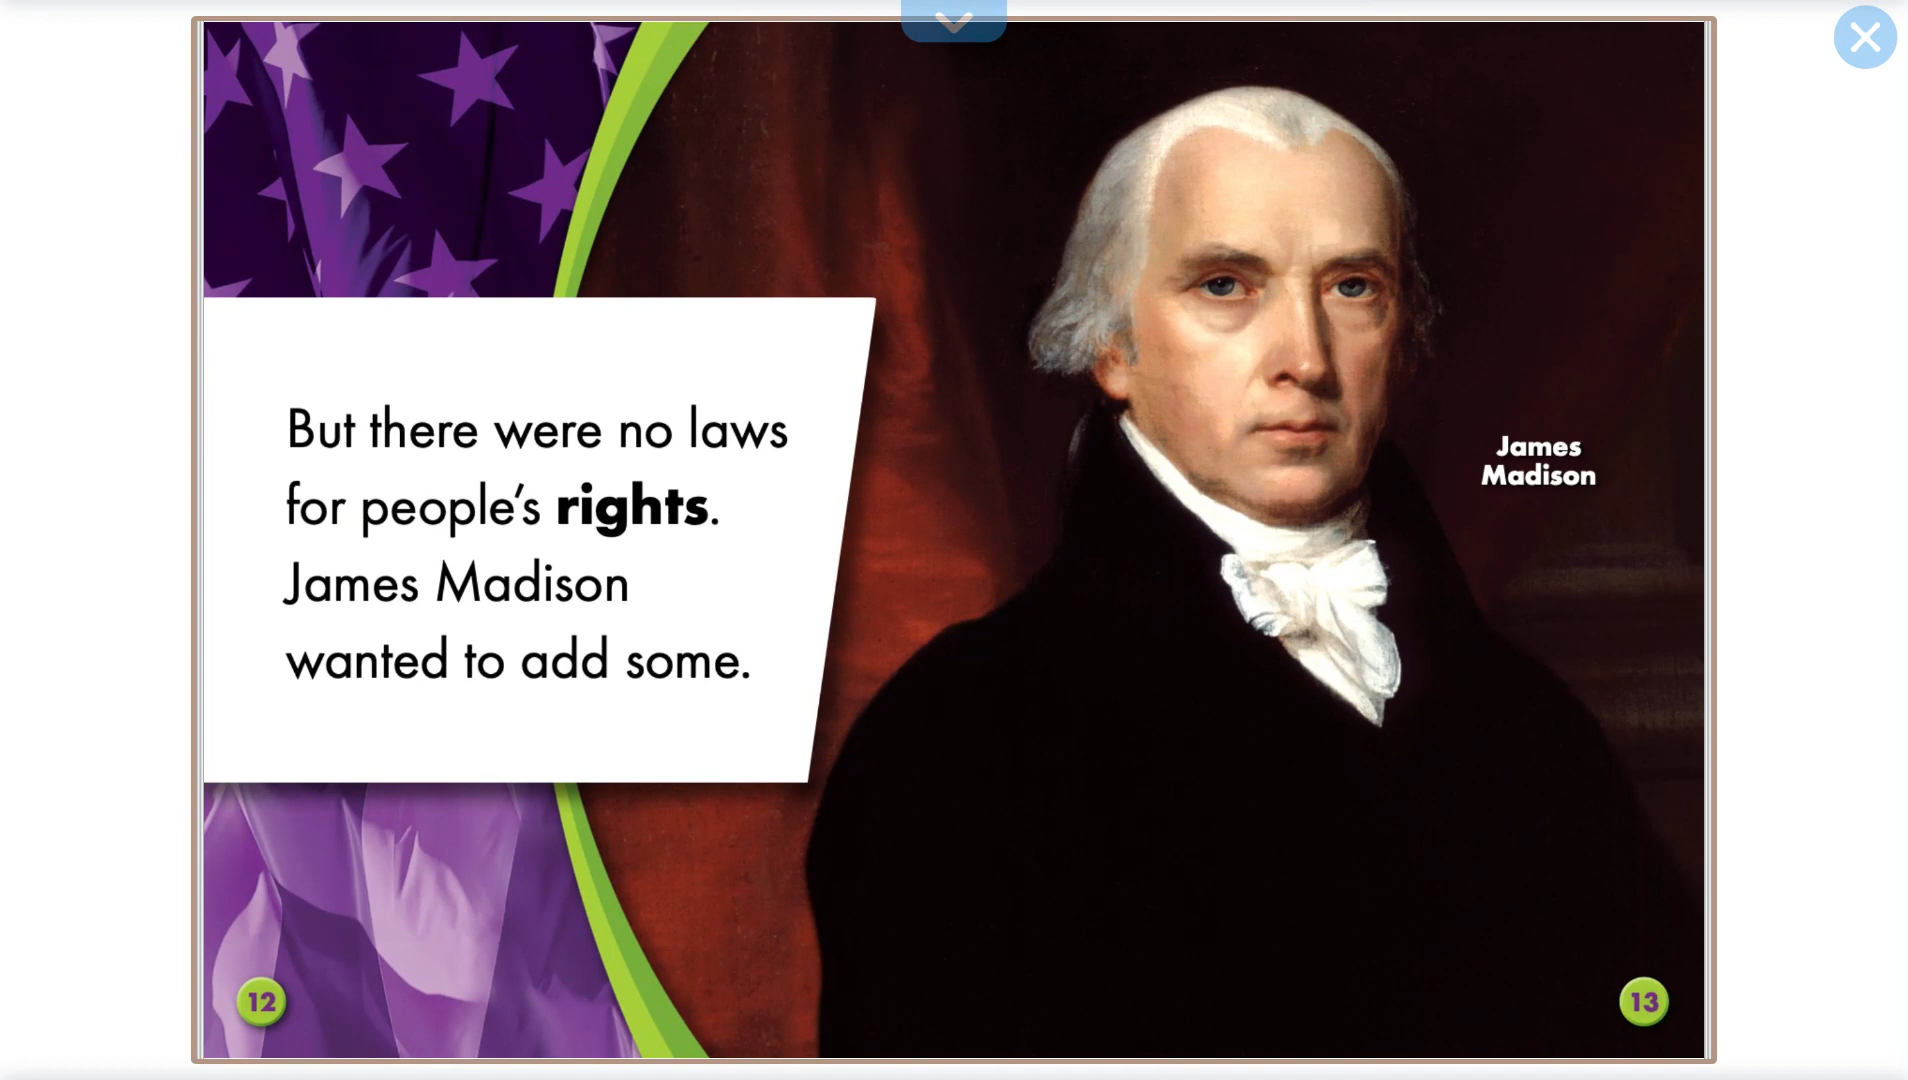 But there were no laws
for people's rights.
James Madison
wanted to add some.
James
Madison
12
13